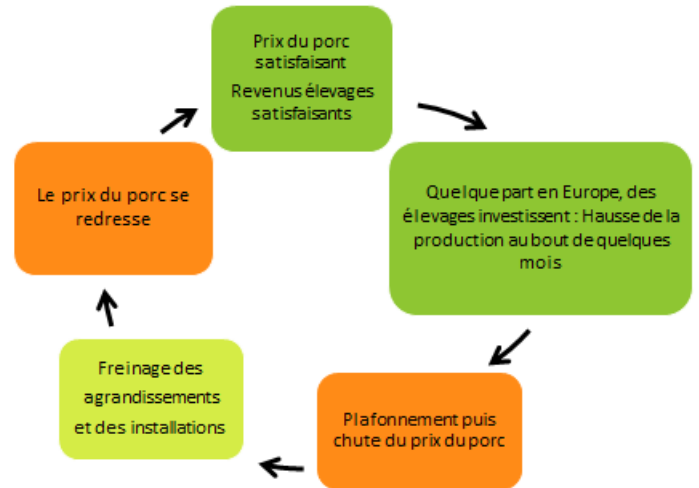 Prix du porc
satisfaisant
Revenus élevages
satisfaisants
Quelque part en Europe, des
élevages investissent : Hausse de la
production au bout de quelques
mois
Plafonnement puis
chute du prix du porc
Freinage des
agrandissements
et des installations
Le prix du porc se
redresse